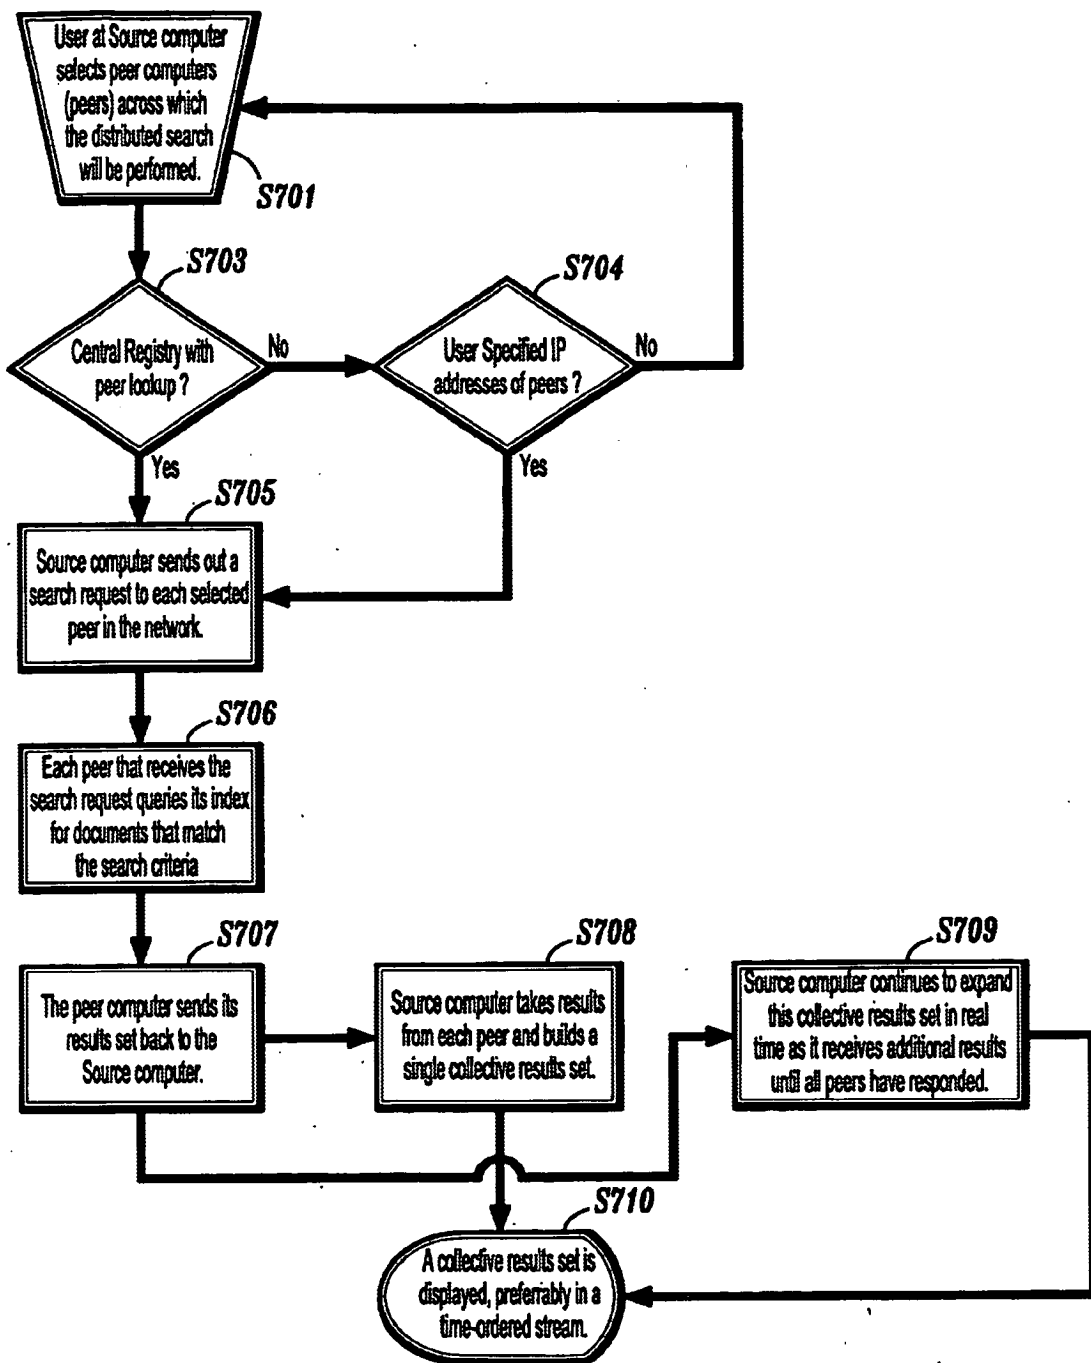 User at Source computer
selects peer computers
(peers) across which
the distributed search
will be performed.
S701
S703
Central Registry with
peer lookup ?
No
Yes
S704
User Specified IP
addresses of peers ?
No
Yes
S705
Source computer sends out a
search request to each selected
peer in the network.
S706
Each peer that receives the
search request queries its index
for documents that match
the search criteria
S707
The peer computer sends its
results set back to the
Source computer.
S708
Source computer takes results
from each peer and builds a
single collective results set.
S709
Source computer continues to expand
this collective results set in real
time as it receives additional results
until all peers have responded.
S710
A collective results set is
displayed, preferrably in a
time-ordered stream.